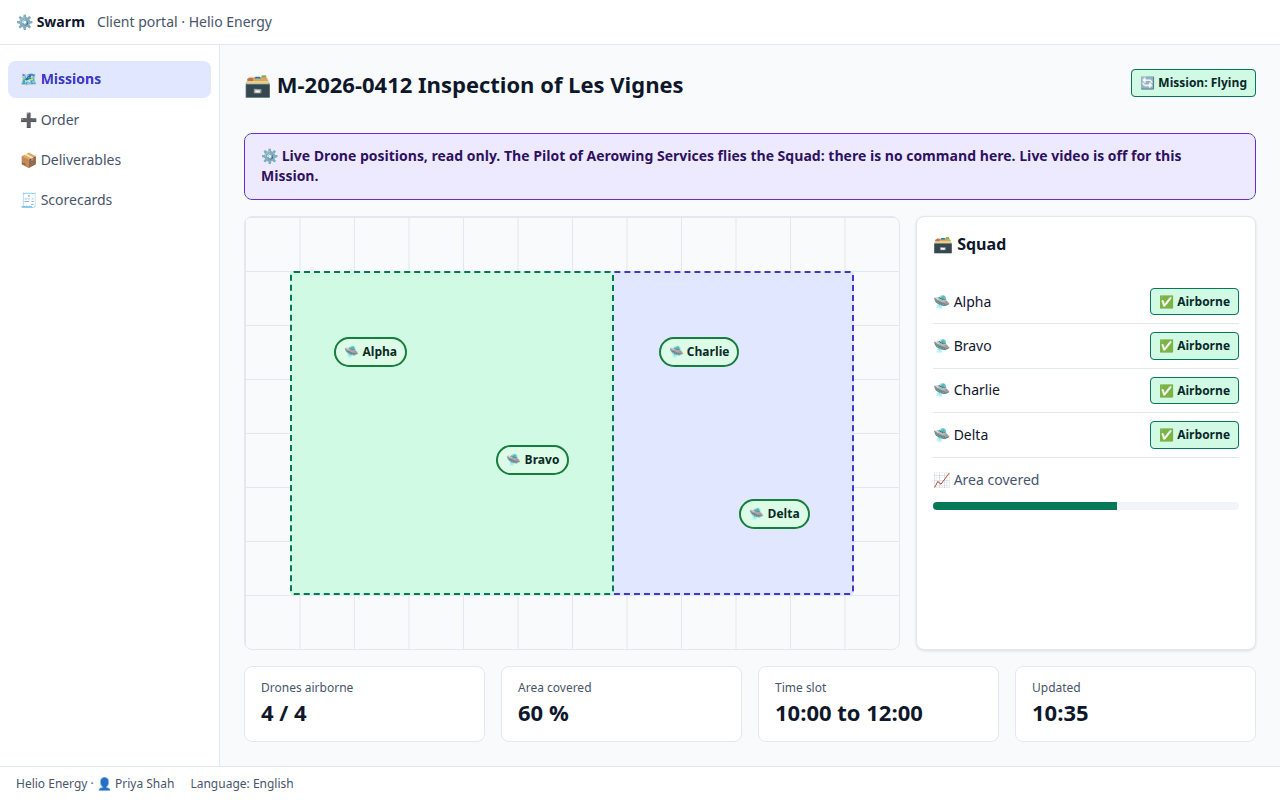 Swarm Client portal · Helio Energy
Missions
Order
Deliverables
Scorecards
M-2026-0412 Inspection of Les Vignes
Mission: Flying
Live Drone positions, read only. The Pilot of Aerowing Services flies the Squad: there is no command here. Live video is off for this
Mission.
Alpha
Charlie
Bravo
Delta
Squad
Alpha Airborne
Bravo Airborne
Charlie Airborne
Delta Airborne
Area covered
Drones airborne
4 / 4
Area covered
60 %
Time slot
10:00 to 12:00
Updated
10:35
Helio Energy · Priya Shah Language: English